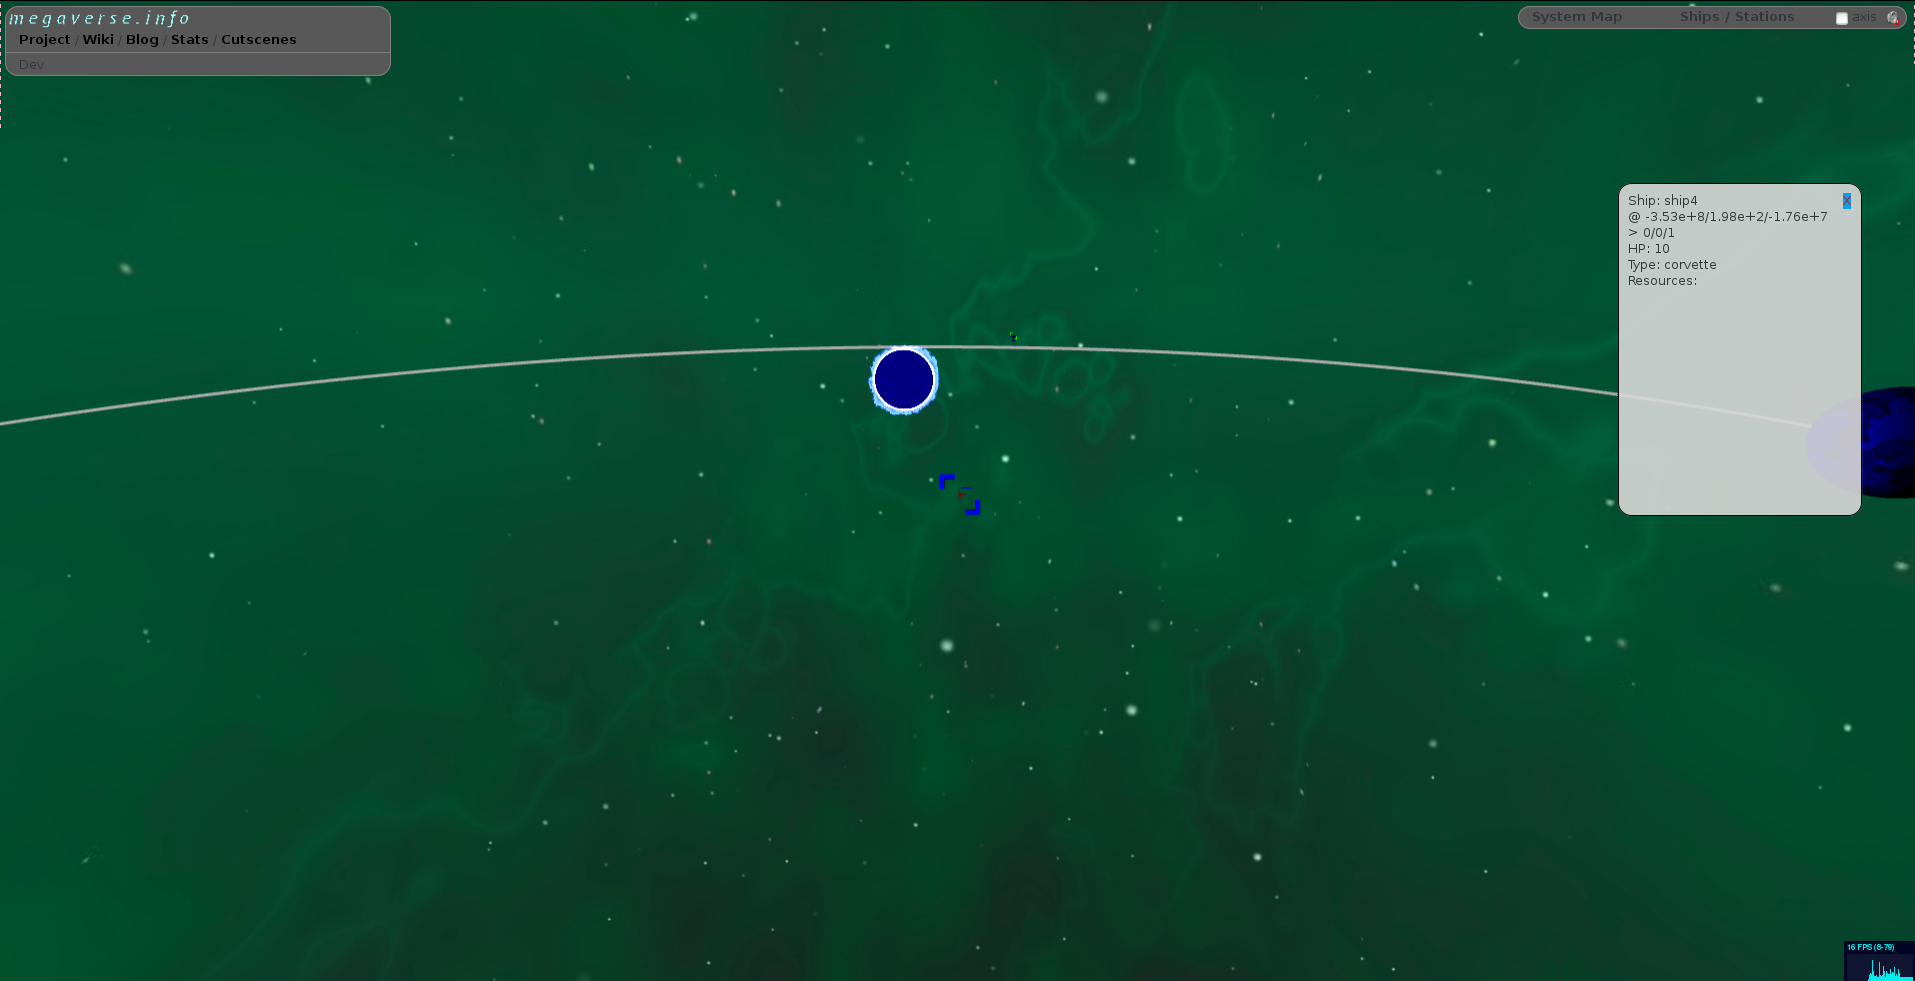 megaverse.info
Project / Wiki / Blog / Stats / Cutscenes
Dev
System Map Ships / Stations axis
Ship: ship4 X
@ -3.53e+8/1.98e+2/-1.76e+7
> 0/0/1
HP: 10
Type: corvette
Resources:
16 FPS (8-79)